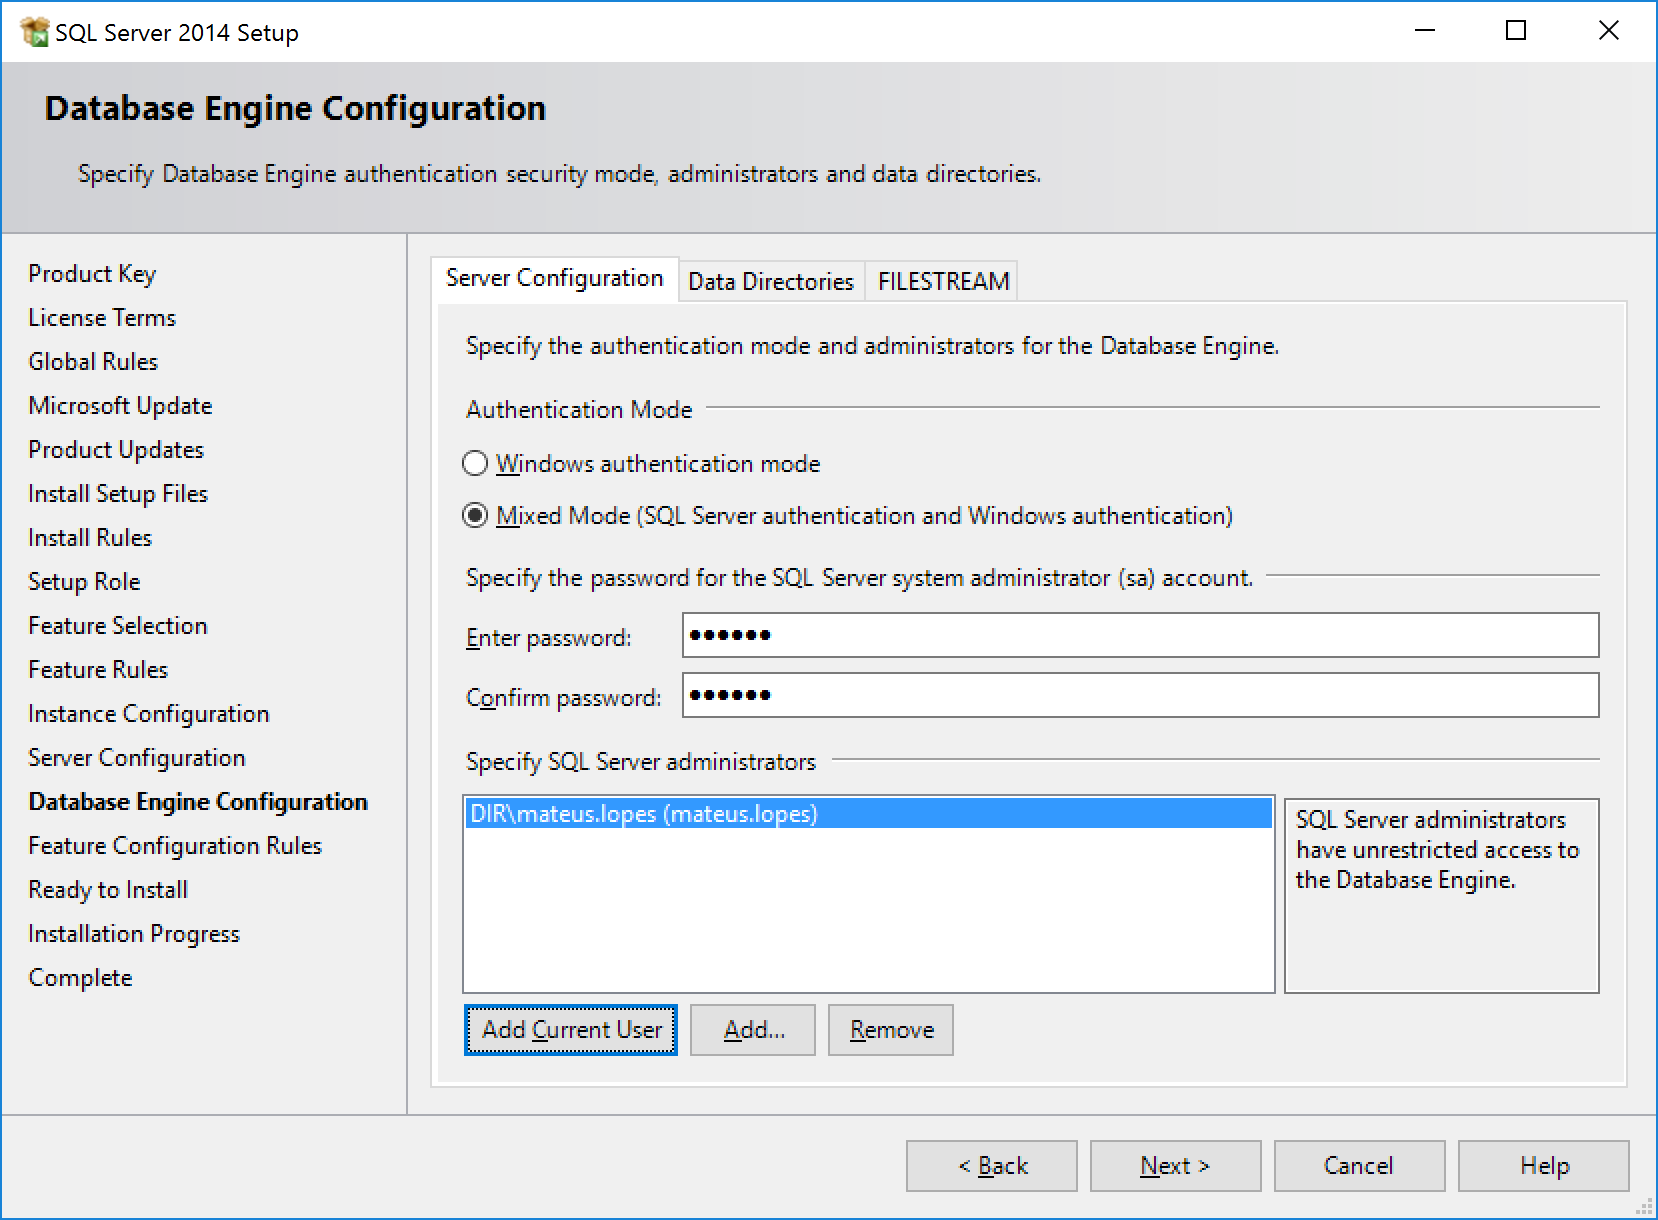 SQL Server 2014 Setup
Database Engine Configuration
Specify Database Engine authentication security mode, administrators and data directories.
Product Key
License Terms
Global Rules
Microsoft Update
Product Updates
Install Setup Files
Install Rules
Setup Role
Feature Selection
Feature Rules
Instance Configuration
Server Configuration
Database Engine Configuration
Feature Configuration Rules
Ready to Install
Installation Progress
Complete
Server Configuration Data Directories FILESTREAM
Specify the authentication mode and administrators for the Database Engine.
Authentication Mode
Windows authentication mode
Mixed Mode (SQL Server authentication and Windows authentication)
Specify the password for the SQL Server system administrator (sa) account.
Enter password: ●●●●●●
Confirm password: ●●●●●●
Specify SQL Server administrators
DIR\mateus.lopes (mateus.lopes)
SQL Server administrators
have unrestricted access to
the Database Engine.
Add Current User Add... Remove
< Back Next > Cancel Help